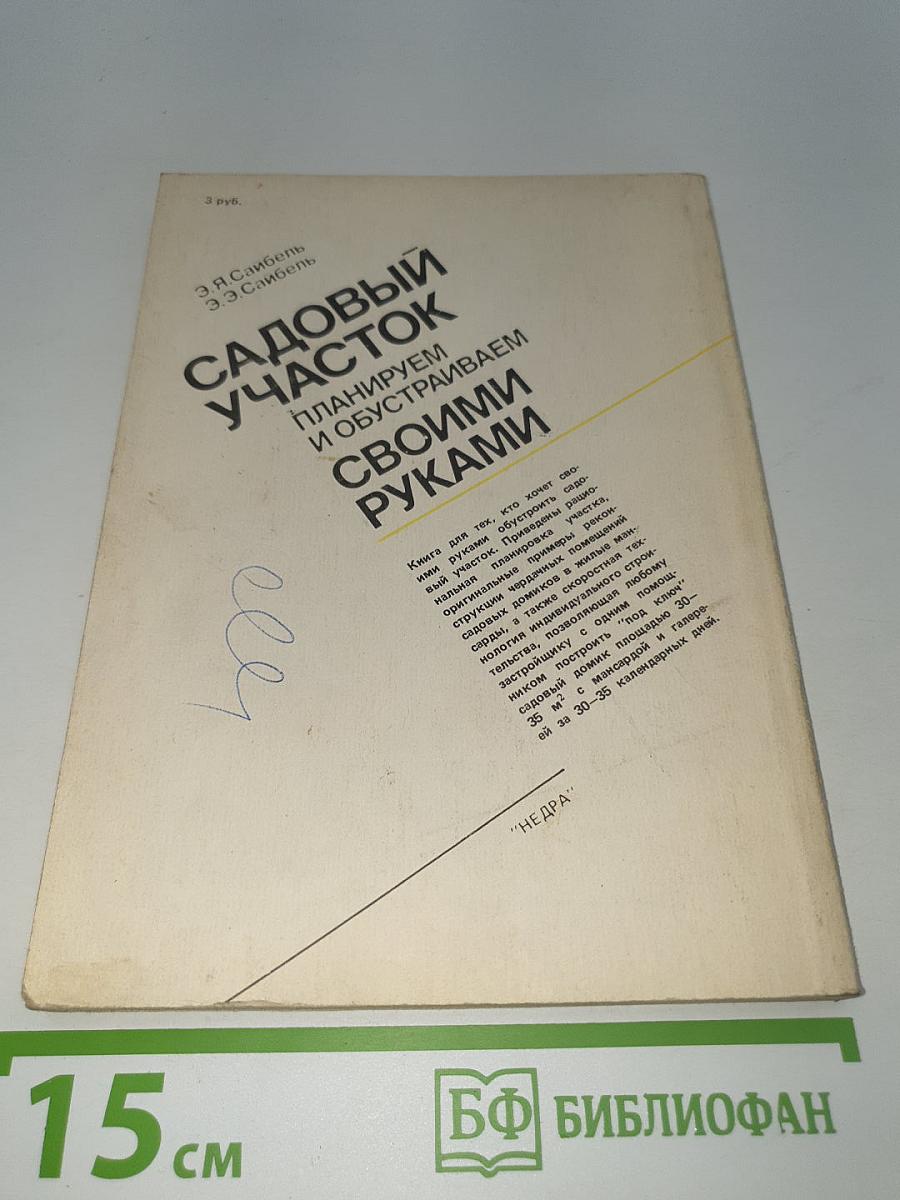 3 руб.
Э.Я.Саибель
Э.Э.Саибель
САДОВЫЙ
УЧАСТОК
ПЛАНИРУЕМ
И ОБУСТРАИВАЕМ
СВОИМИ
РУКАМИ
Книга для тех, кто хочет сво-
ими руками обустроить садо-
вый участок. Приведены рацио-
нальная планировка участка,
оригинальные примеры рекон-
струкции чердачных помещений
садовых домиков в жилые ман-
сарды, а также скоростная тех-
нология индивидуального строи-
тельства, позволяющая любому
застройщику с одним помощ-
ником построить "под ключ"
садовый домик площадью 30—
35 м² с мансардой и галере-
ей за 30—35 календарных дней.
"НЕДРА"
15 см
БФ БИБЛИОФАН